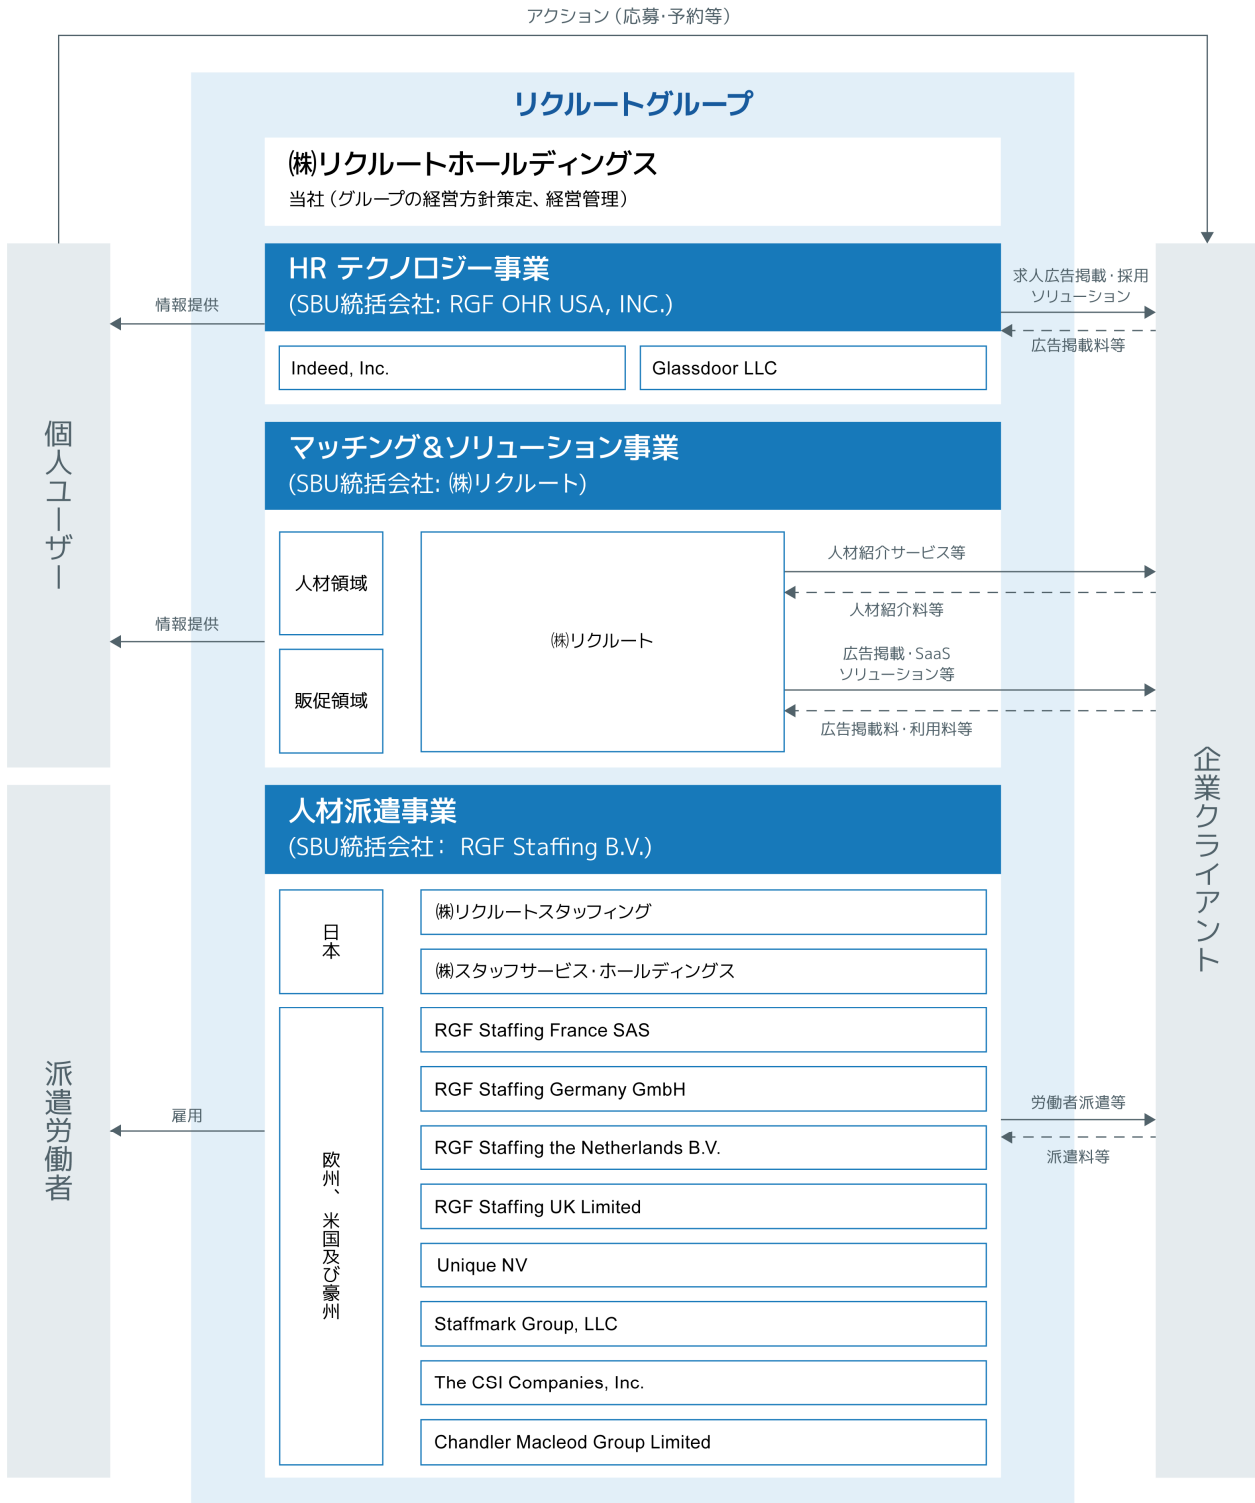 アクション（応募・予約等）
リクルートグループ
㈱リクルートホールディングス
当社（グループの経営方針策定、経営管理）
HR テクノロジー事業
(SBU統括会社: RGF OHR USA, INC.)
情報提供
求人広告掲載・採用
ソリューション
広告掲載料等
Indeed, Inc.
Glassdoor LLC
個人ユーザー
マッチング＆ソリューション事業
(SBU統括会社: ㈱リクルート)
人材領域
㈱リクルート
人材紹介サービス等
人材紹介料等
情報提供
販促領域
広告掲載・SaaS
ソリューション等
広告掲載料・利用料等
企業クライアント
人材派遣事業
(SBU統括会社： RGF Staffing B.V.)
日本
㈱リクルートスタッフィング
㈱スタッフサービス・ホールディングス
派遣労働者
雇用
欧州、米国及び豪州
RGF Staffing France SAS
RGF Staffing Germany GmbH
RGF Staffing the Netherlands B.V.
RGF Staffing UK Limited
Unique NV
Staffmark Group, LLC
The CSI Companies, Inc.
Chandler Macleod Group Limited
労働者派遣等
派遣料等